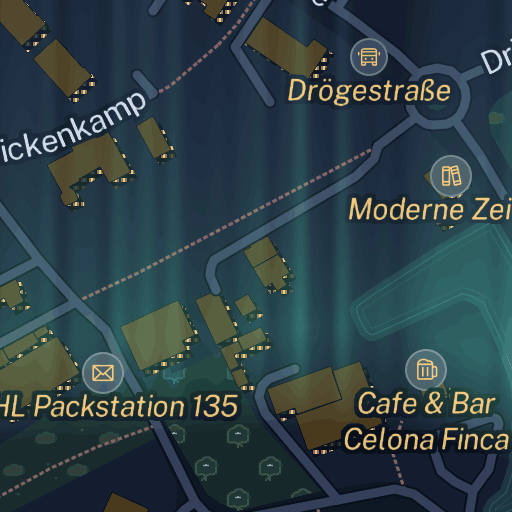 Drögestraße
ickenkamp
Moderne Zei
HL Packstation 135
Cafe & Bar
Celona Finca